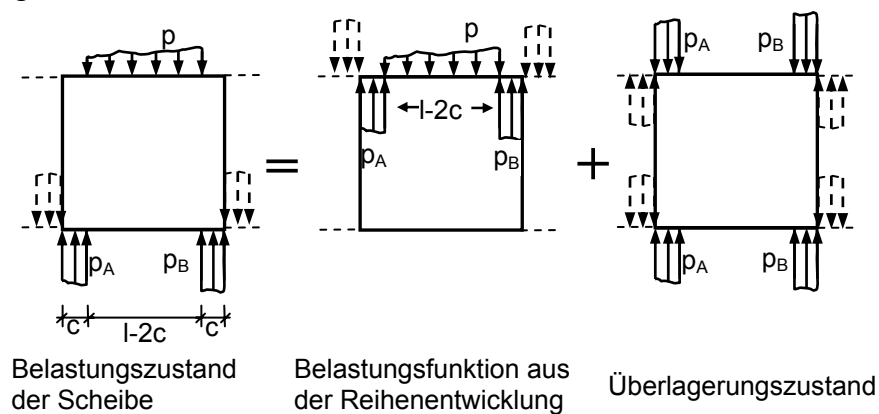 p
p_A p_B
c l-2c c
Belastungszustand
der Scheibe
=
p
l-2c
p_A p_B
Belastungsfunktion aus
der Reihenentwicklung
+
p_A p_B
p_A p_B
Überlagerungszustand